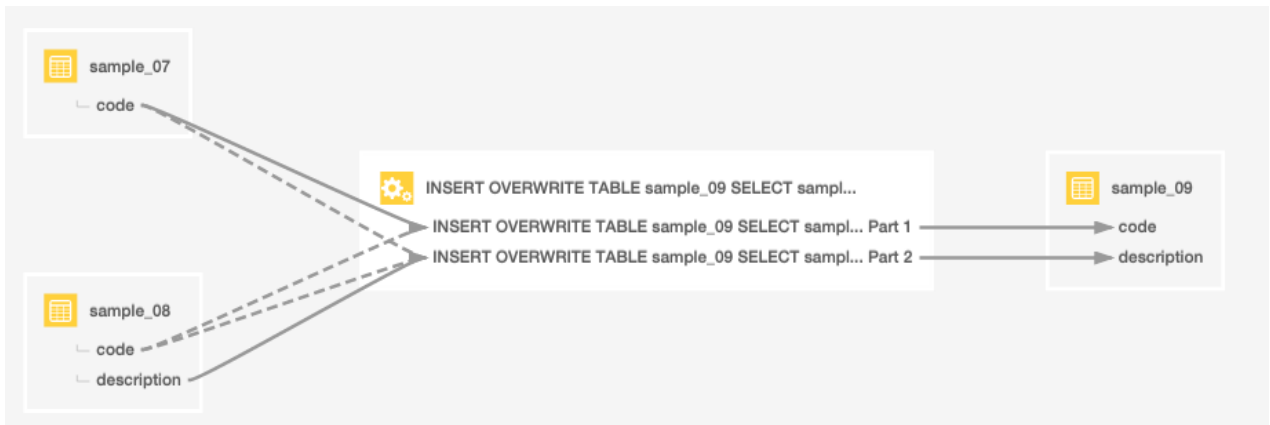 sample_07
code
INSERT OVERWRITE TABLE sample_09 SELECT sampl...
INSERT OVERWRITE TABLE sample_09 SELECT sampl... Part 1
INSERT OVERWRITE TABLE sample_09 SELECT sampl... Part 2
sample_09
code
description
sample_08
code
description